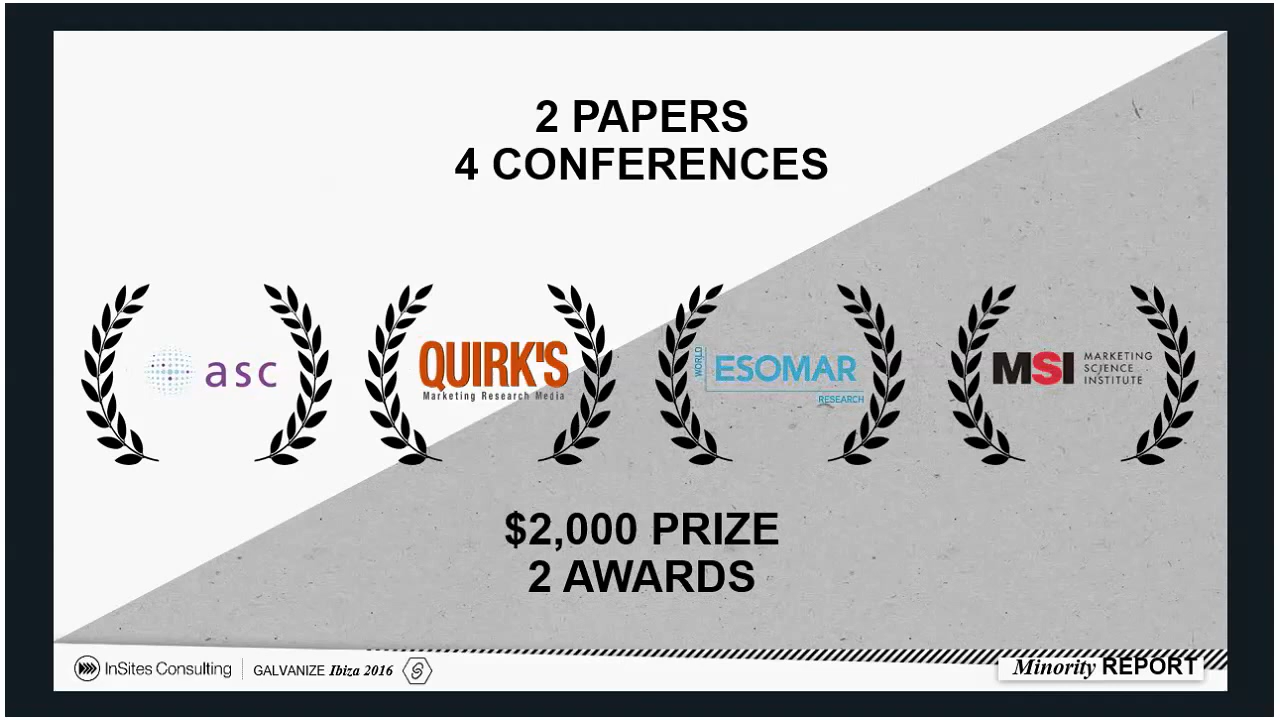 2 PAPERS
4 CONFERENCES
asc
QUIRK'S
Marketing Research Media
WORLD
ESOMAR
RESEARCH
MSI
MARKETING
SCIENCE
INSTITUTE
$2,000 PRIZE
2 AWARDS
InSites Consulting
GALVANIZE Ibiza 2016
Minority REPORT